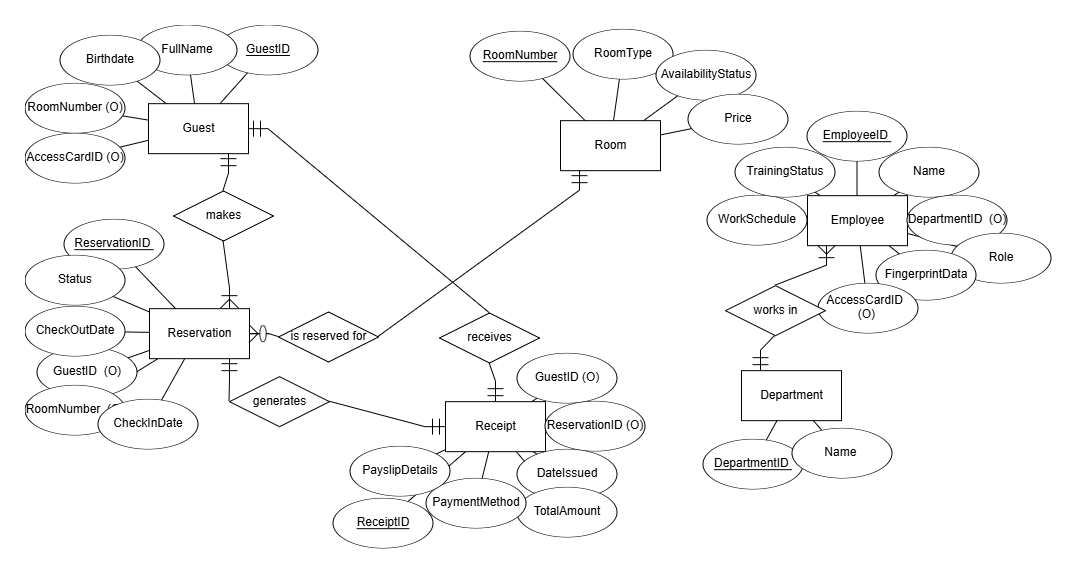 FullName
GuestID
Birthdate
RoomNumber (O)
AccessCardID (O)
Guest
makes
RoomNumber
RoomType
AvailabilityStatus
Price
Room
EmployeeID
TrainingStatus
Name
WorkSchedule
Employee
DepartmentID (O)
Role
FingerprintData
AccessCardID
(O)
works in
Department
DepartmentID
Name
ReservationID
Status
CheckOutDate
GuestID (O)
RoomNumber
CheckInDate
Reservation
is reserved for
receives
generates
Receipt
GuestID (O)
ReservationID (O)
DateIssued
TotalAmount
PayslipDetails
PaymentMethod
ReceiptID